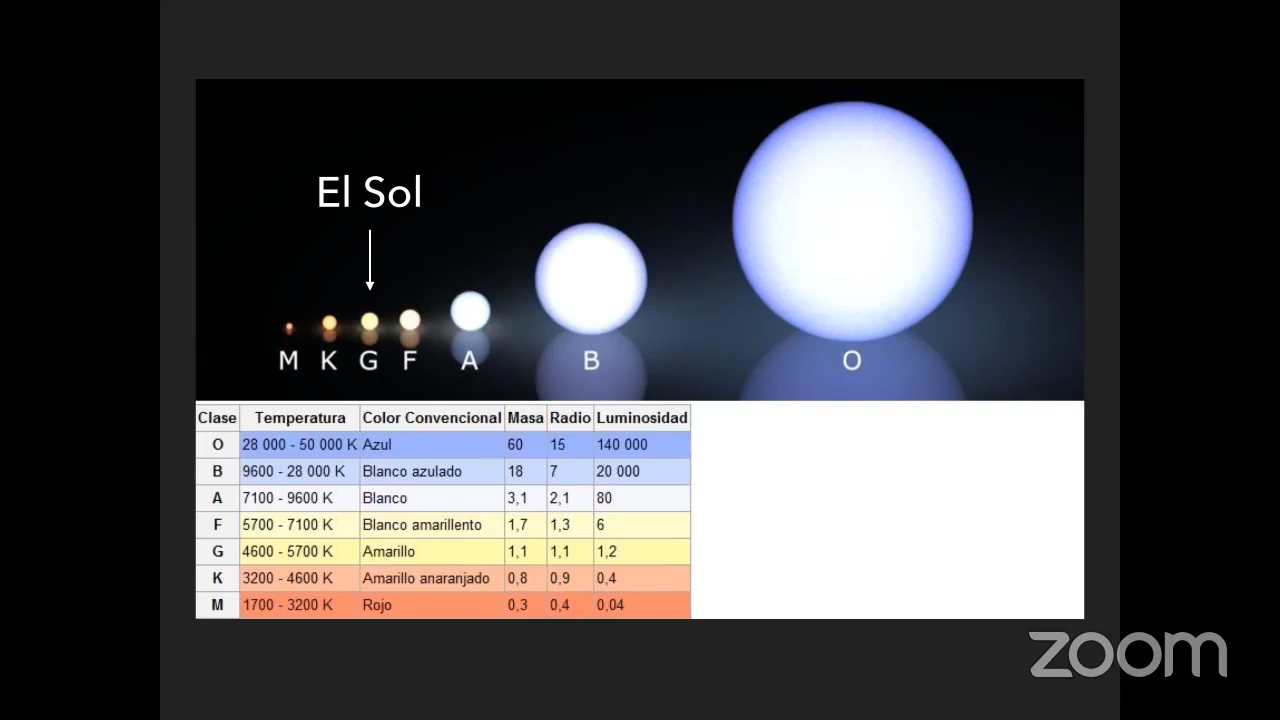 El Sol
M K G F A B O
Clase Temperatura Color Convencional Masa Radio Luminosidad
O 28 000 - 50 000 K Azul 60 15 140 000
B 9600 - 28 000 K Blanco azulado 18 7 20 000
A 7100 - 9600 K Blanco 3,1 2,1 80
F 5700 - 7100 K Blanco amarillento 1,7 1,3 6
G 4600 - 5700 K Amarillo 1,1 1,1 1,2
K 3200 - 4600 K Amarillo anaranjado 0,8 0,9 0,4
M 1700 - 3200 K Rojo 0,3 0,4 0,04
zoom